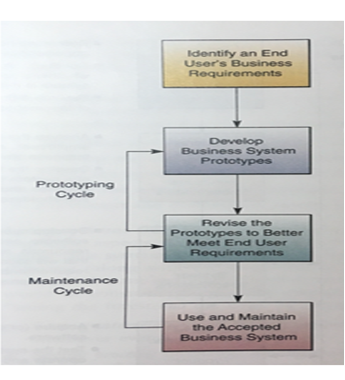 Identify an End
User's Business
Requirements
Develop
Business System
Prototypes
Prototyping
Cycle
Revise the
Prototypes to Better
Meet End User
Requirements
Maintenance
Cycle
Use and Maintain
the Accepted
Business System